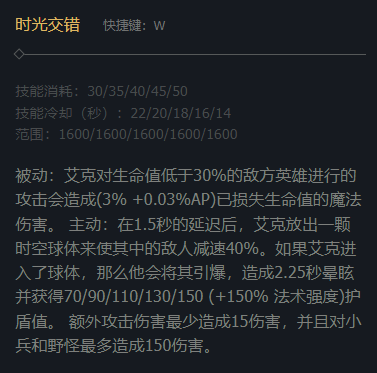 时光交错 快捷键：W
技能消耗：30/35/40/45/50
技能冷却（秒）：22/20/18/16/14
范围：1600/1600/1600/1600/1600
被动：艾克对生命值低于30%的敌方英雄进行的
攻击会造成(3% +0.03%AP)已损失生命值的魔法
伤害。 主动：在1.5秒的延迟后，艾克放出一颗
时空球体来使其中的敌人减速40%。如果艾克进
入了球体，那么他会将其引爆，造成2.25秒晕眩
并获得70/90/110/130/150 (+150% 法术强度)护
盾值。 额外攻击伤害最少造成15伤害，并且对小
兵和野怪最多造成150伤害。